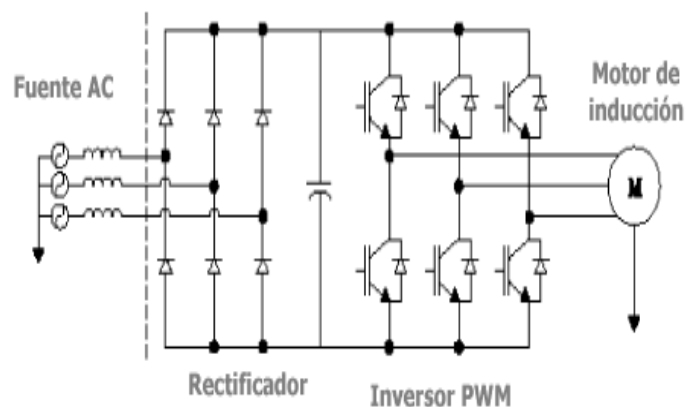 Fuente AC
Motor de
inducción
M
Rectificador
Inversor PWM